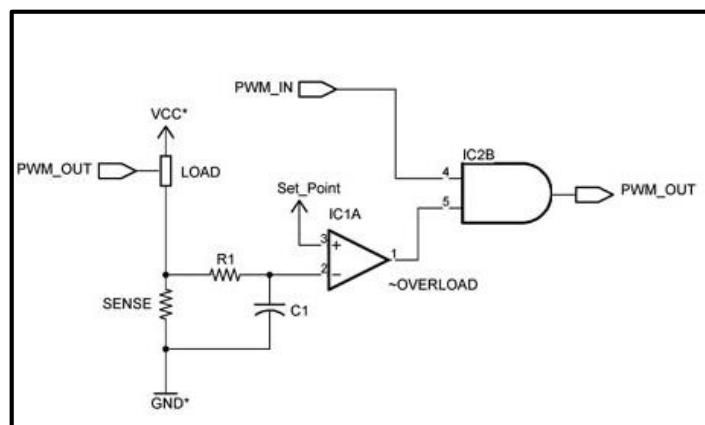 PWM_IN
VCC*
PWM_OUT
LOAD
IC2B
4
5
PWM_OUT
Set_Point
IC1A
3
+
2
−
1
~OVERLOAD
R1
SENSE
C1
GND*